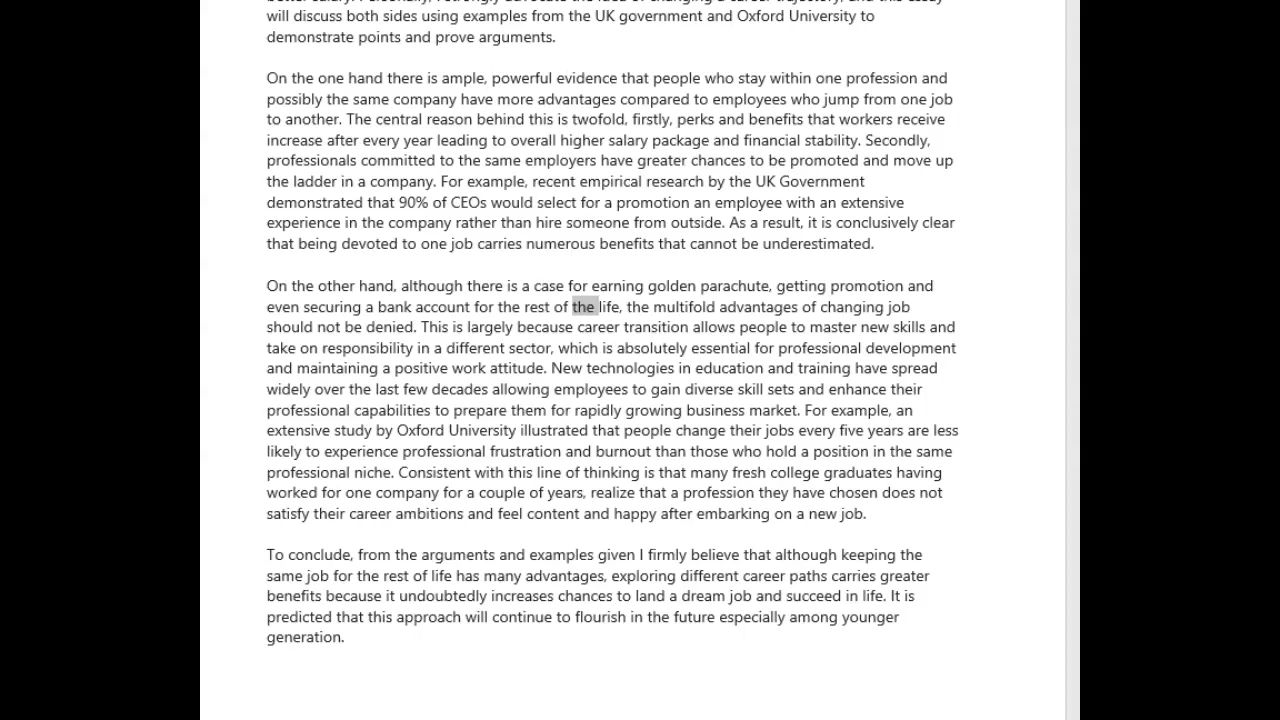 will discuss both sides using examples from the UK government and Oxford University to
demonstrate points and prove arguments.
On the one hand there is ample, powerful evidence that people who stay within one profession and
possibly the same company have more advantages compared to employees who jump from one job
to another. The central reason behind this is twofold, firstly, perks and benefits that workers receive
increase after every year leading to overall higher salary package and financial stability. Secondly,
professionals committed to the same employers have greater chances to be promoted and move up
the ladder in a company. For example, recent empirical research by the UK Government
demonstrated that 90% of CEOs would select for a promotion an employee with an extensive
experience in the company rather than hire someone from outside. As a result, it is conclusively clear
that being devoted to one job carries numerous benefits that cannot be underestimated.
On the other hand, although there is a case for earning golden parachute, getting promotion and
even securing a bank account for the rest of the life, the multifold advantages of changing job
should not be denied. This is largely because career transition allows people to master new skills and
take on responsibility in a different sector, which is absolutely essential for professional development
and maintaining a positive work attitude. New technologies in education and training have spread
widely over the last few decades allowing employees to gain diverse skill sets and enhance their
professional capabilities to prepare them for rapidly growing business market. For example, an
extensive study by Oxford University illustrated that people change their jobs every five years are less
likely to experience professional frustration and burnout than those who hold a position in the same
professional niche. Consistent with this line of thinking is that many fresh college graduates having
worked for one company for a couple of years, realize that a profession they have chosen does not
satisfy their career ambitions and feel content and happy after embarking on a new job.
To conclude, from the arguments and examples given I firmly believe that although keeping the
same job for the rest of life has many advantages, exploring different career paths carries greater
benefits because it undoubtedly increases chances to land a dream job and succeed in life. It is
predicted that this approach will continue to flourish in the future especially among younger
generation.